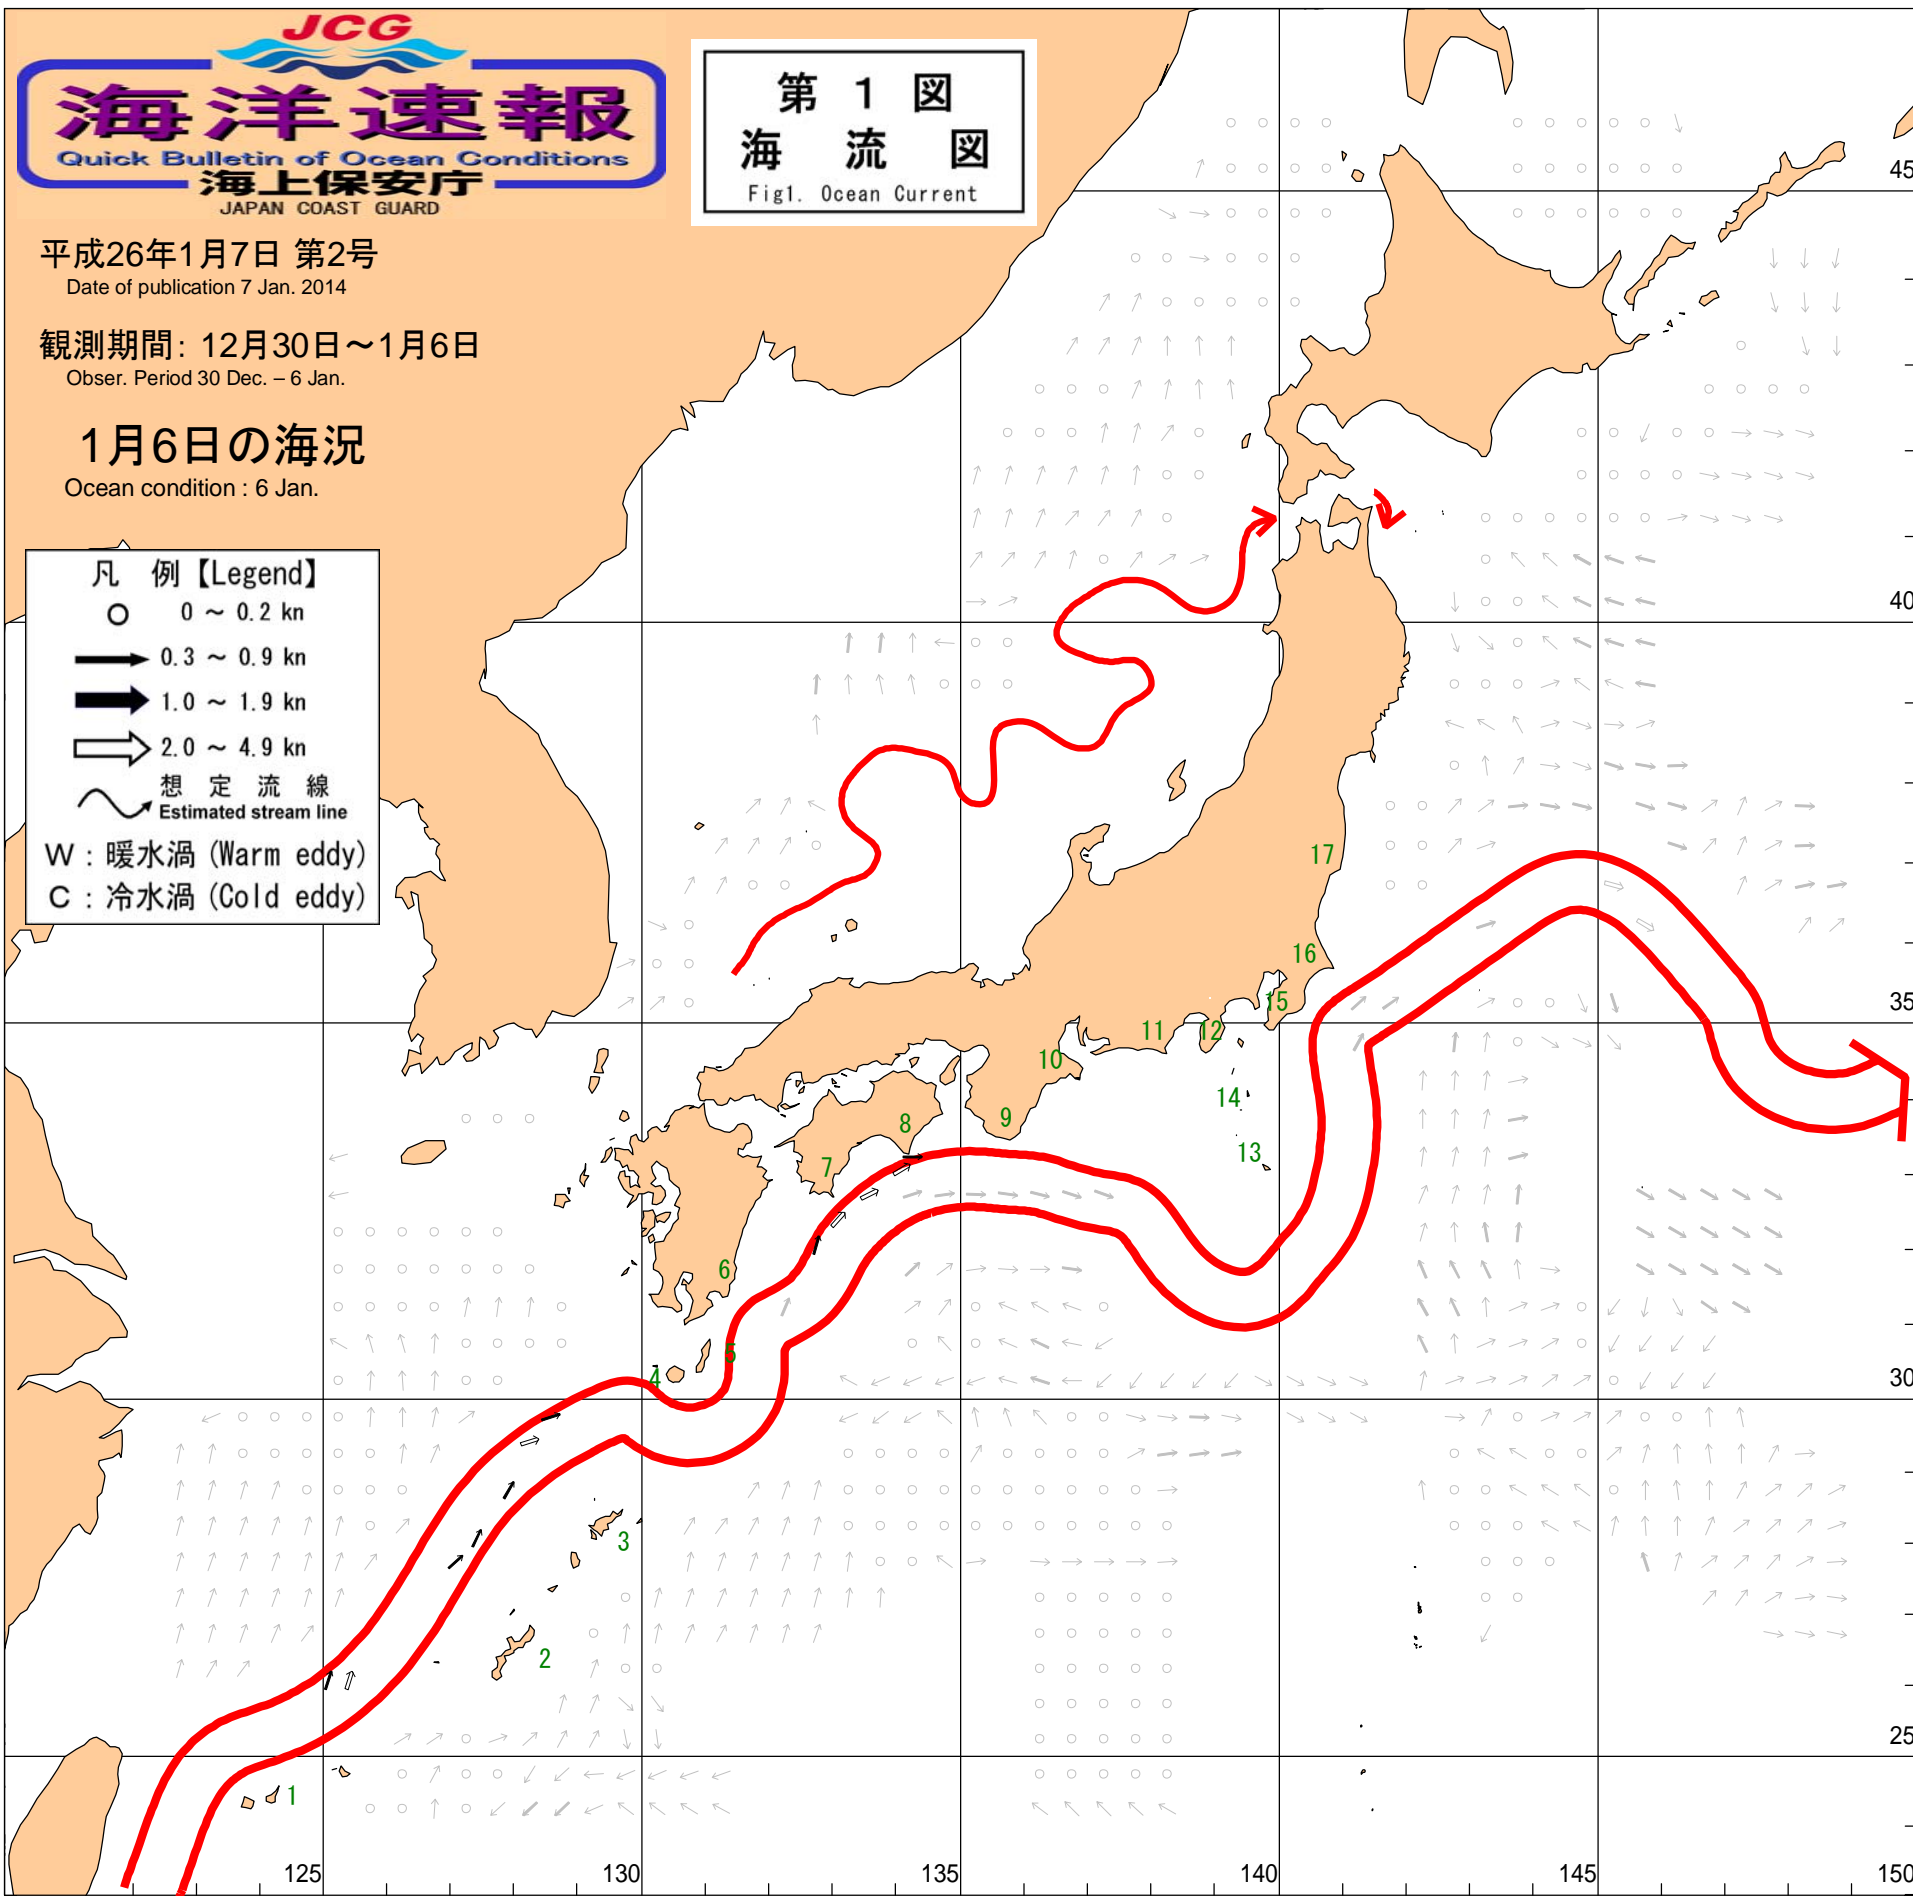 JCG
海洋速報
Quick Bulletin of Ocean Conditions
海上保安庁
JAPAN COAST GUARD
第 1 図
海 流 図
Fig1. Ocean Current
平成26年1月7日 第2号
Date of publication 7 Jan. 2014
観測期間: 12月30日～1月6日
Obser. Period 30 Dec. – 6 Jan.
1月6日の海況
Ocean condition : 6 Jan.
凡 例【Legend】
0 ～ 0.2 kn
0.3 ～ 0.9 kn
1.0 ～ 1.9 kn
2.0 ～ 4.9 kn
想 定 流 線
Estimated stream line
W : 暖水渦 (Warm eddy)
C : 冷水渦 (Cold eddy)
45
40
17
16
35
15
12
11
10
14
9
8
13
7
6
5
4
30
3
2
25
1
125
130
135
140
145
150